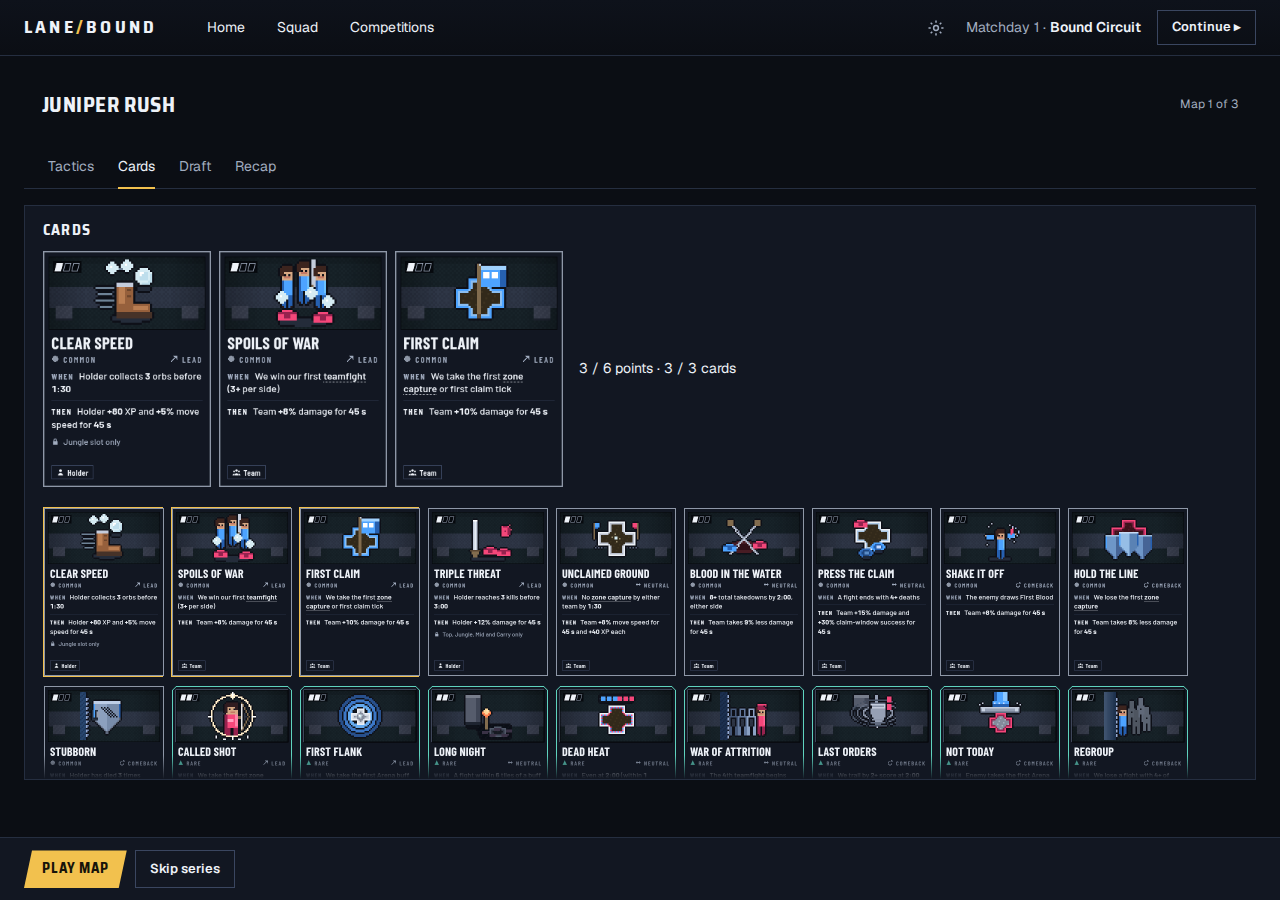 LANE/BOUND
Home
Squad
Competitions
Matchday 1 · Bound Circuit
Continue ▸
JUNIPER RUSH
Map 1 of 3
Tactics
Cards
Draft
Recap
CARDS
CLEAR SPEED
COMMON
LEAD
WHEN Holder collects 3 orbs before
1:30
THEN Holder +80 XP and +5% move
speed for 45 s
Jungle slot only
Holder
SPOILS OF WAR
COMMON
LEAD
WHEN We win our first teamfight
(3+ per side)
THEN Team +8% damage for 45 s
Team
FIRST CLAIM
COMMON
LEAD
WHEN We take the first zone
capture or first claim tick
THEN Team +10% damage for 45 s
Team
3 / 6 points · 3 / 3 cards
CLEAR SPEED
COMMON
LEAD
WHEN Holder collects 3 orbs before
1:30
THEN Holder +80 XP and +5% move
speed for 45 s
Jungle slot only
Holder
SPOILS OF WAR
COMMON
LEAD
WHEN We win our first teamfight
(3+ per side)
THEN Team +8% damage for 45 s
Team
FIRST CLAIM
COMMON
LEAD
WHEN We take the first zone
capture or first claim tick
THEN Team +10% damage for 45 s
Team
TRIPLE THREAT
COMMON
LEAD
WHEN Holder reaches 3 kills before
3:00
THEN Holder +12% damage for 45 s
Top, Jungle, Mid and Carry only
Holder
UNCLAIMED GROUND
COMMON
NEUTRAL
WHEN No zone capture by either
team by 1:30
THEN Team +8% damage for
45 s and +40 XP each
Team
BLOOD IN THE WATER
COMMON
NEUTRAL
WHEN 6+ total takedowns by 2:00,
either side
THEN Team takes 9% less damage
for 45 s
Team
PRESS THE CLAIM
COMMON
NEUTRAL
WHEN A fight ends with 4+ deaths
THEN Team +15% damage and
+30% claim-window success for
45 s
Team
SHAKE IT OFF
COMMON
COMEBACK
WHEN The enemy draws First Blood
THEN Team +8% damage for 45 s
Team
HOLD THE LINE
COMMON
COMEBACK
WHEN We lose the first zone
capture
THEN Team takes 8% less damage
for 45 s
Team
STUBBORN
COMMON
COMEBACK
CALLED SHOT
RARE
LEAD
FIRST FLANK
RARE
LEAD
LONG NIGHT
RARE
NEUTRAL
DEAD HEAT
RARE
NEUTRAL
WAR OF ATTRITION
RARE
NEUTRAL
LAST ORDERS
RARE
COMEBACK
NOT TODAY
RARE
COMEBACK
REGROUP
RARE
COMEBACK
PLAY MAP
Skip series